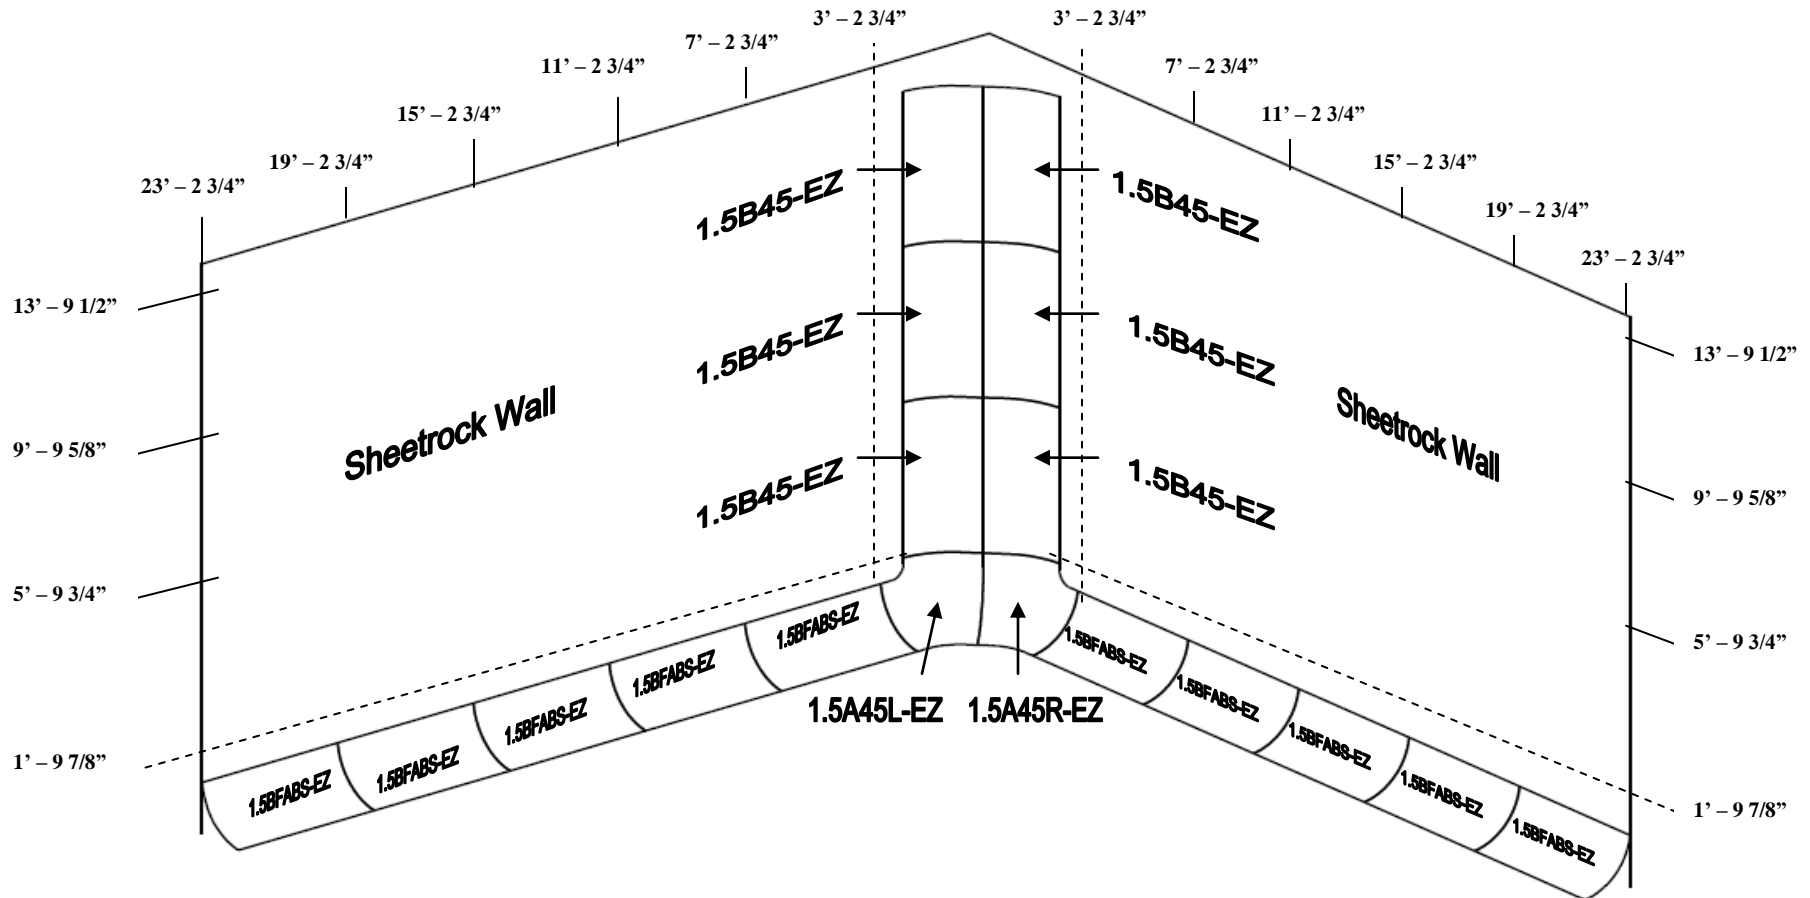 3’ – 2 3/4”
3’ – 2 3/4”
7’ – 2 3/4”
7’ – 2 3/4”
11’ – 2 3/4”
11’ – 2 3/4”
15’ – 2 3/4”
15’ – 2 3/4”
19’ – 2 3/4”
19’ – 2 3/4”
23’ – 2 3/4”
23’ – 2 3/4”
1.5B45-EZ
1.5B45-EZ
13’ – 9 1/2”
13’ – 9 1/2”
1.5B45-EZ
1.5B45-EZ
Sheetrock Wall
Sheetrock Wall
9’ – 9 5/8”
9’ – 9 5/8”
1.5B45-EZ
1.5B45-EZ
5’ – 9 3/4”
5’ – 9 3/4”
1.5BFABS-EZ
1.5BFABS-EZ
1.5BFABS-EZ
1.5BFABS-EZ
1.5BFABS-EZ
1.5A45L-EZ
1.5A45R-EZ
1.5BFABS-EZ
1.5BFABS-EZ
1.5BFABS-EZ
1.5BFABS-EZ
1.5BFABS-EZ
1’ – 9 7/8”
1’ – 9 7/8”